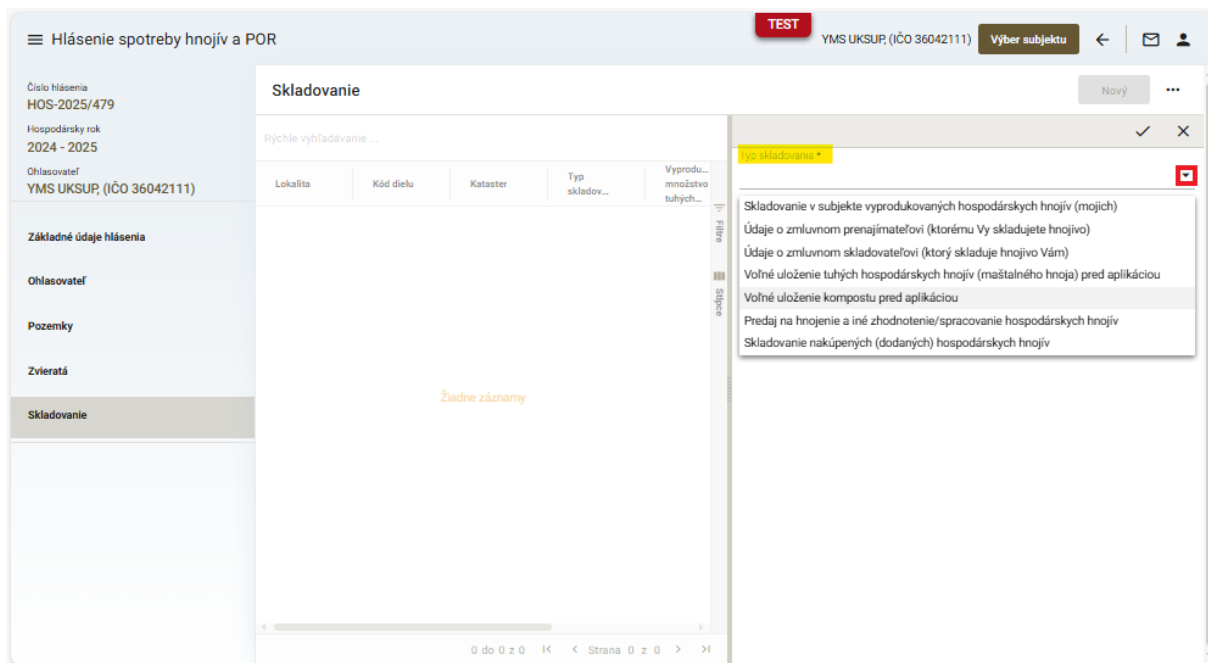 TEST
Hlásenie spotreby hnojív a POR
YMS UKSUP, (IČO 36042111)
Výber subjektu
Číslo hlásenia
HOS-2025/479
Hospodársky rok
2024 - 2025
Ohlasovateľ
YMS UKSUP, (IČO 36042111)
Základné údaje hlásenia
Ohlasovateľ
Pozemky
Zvieratá
Skladovanie
Skladovanie
Nový
Rýchle vyhľadávanie ...
Lokalita
Kód dielu
Kataster
Typ
skladov...
Vyprodu...
množstvo
tuhých...
Filtre
Stĺpce
Žiadne záznamy
0 do 0 z 0
Strana 0 z 0
Typ skladovania *
Skladovanie v subjekte vyprodukovaných hospodárskych hnojív (mojich)
Údaje o zmluvnom prenajímateľovi (ktorému Vy skladujete hnojivo)
Údaje o zmluvnom skladovateľovi (ktorý skladuje hnojivo Vám)
Voľné uloženie tuhých hospodárskych hnojív (maštalného hnoja) pred aplikáciou
Voľné uloženie kompostu pred aplikáciou
Predaj na hnojenie a iné zhodnotenie/spracovanie hospodárskych hnojív
Skladovanie nakúpených (dodaných) hospodárskych hnojív